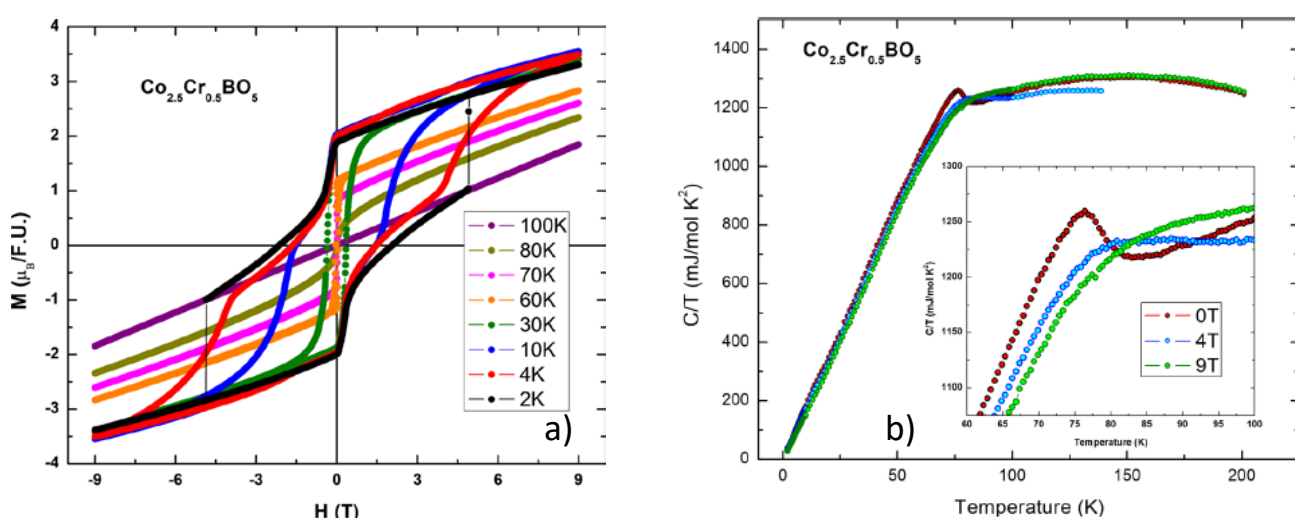 4
3
2
1
0
-1
-2
-3
-4
M (μB/F.U.)
Co2.5Cr0.5BO5
100K
80K
70K
60K
30K
10K
4K
2K
a)
-9 -6 -3 0 3 6 9
H (T)
1400
1200
1000
800
600
400
200
0
C/T (mJ/mol K²)
Co2.5Cr0.5BO5
1300
1250
1200
1150
1100
C/T (mJ/mol K²)
0T
4T
9T
60 65 70 75 80 85 90 95 100
Temperature (K)
b)
0 50 100 150 200
Temperature (K)